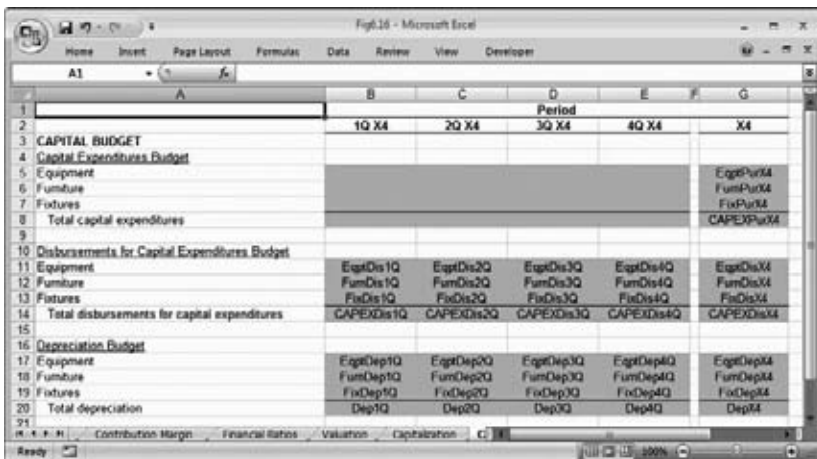 Fig6.16 - Microsoft Excel
Home Insert Page Layout Formulas Data Review View Developer
A1 fx
A B C D E F G
1 Period
2 1Q X4 2Q X4 3Q X4 4Q X4 X4
3 CAPITAL BUDGET
4 Capital Expenditures Budget
5 Equipment EqptPurX4
6 Furniture FurnPurX4
7 Fixtures FixPurX4
8 Total capital expenditures CAPEXPurX4
9
10 Disbursements for Capital Expenditures Budget
11 Equipment EqptDis1Q EqptDis2Q EqptDis3Q EqptDis4Q EqptDisX4
12 Furniture FurnDis1Q FurnDis2Q FurnDis3Q FurnDis4Q FurnDisX4
13 Fixtures FixDis1Q FixDis2Q FixDis3Q FixDis4Q FixDisX4
14 Total disbursements for capital expenditures CAPEXDis1Q CAPEXDis2Q CAPEXDis3Q CAPEXDis4Q CAPEXDisX4
15
16 Depreciation Budget
17 Equipment EqptDep1Q EqptDep2Q EqptDep3Q EqptDep4Q EqptDepX4
18 Furniture FurnDep1Q FurnDep2Q FurnDep3Q FurnDep4Q FurnDepX4
19 Fixtures FixDep1Q FixDep2Q FixDep3Q FixDep4Q FixDepX4
20 Total depreciation Dep1Q Dep2Q Dep3Q Dep4Q DepX4
21
Contribution Margin Financial Ratios Valuation Capitalization
Ready 100%